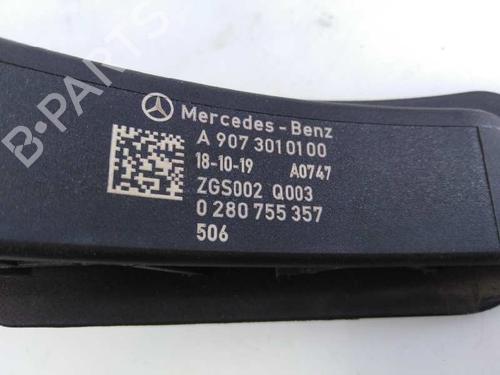 B-PARTS
Mercedes-Benz
A 907 301 01 00
18-10-19 A0747
ZGS002 Q003
0 280 755 357
506